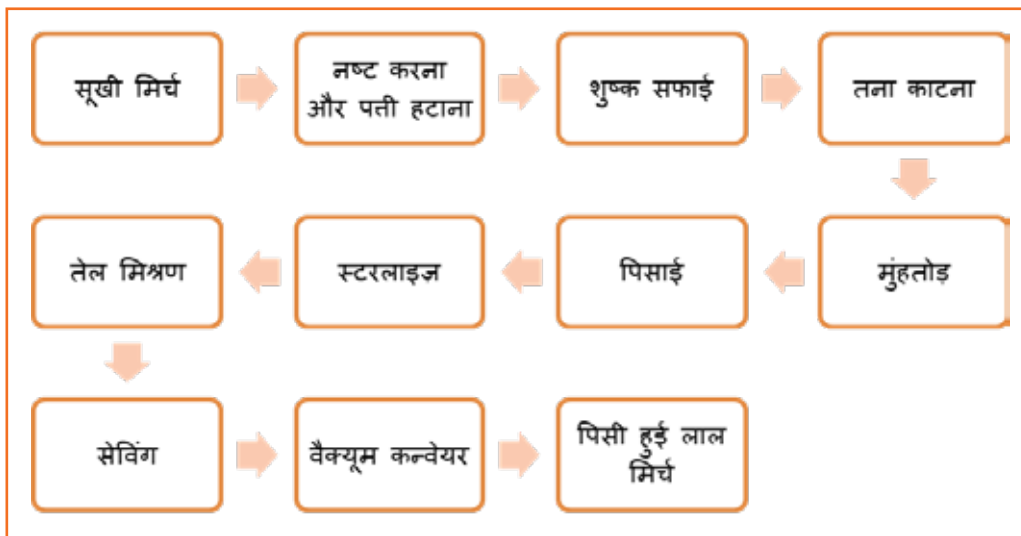 सूखी मिर्च
नष्ट करना
और पत्ती हटाना
शुष्क सफाई
तना काटना
मुंहतोड़
पिसाई
स्टरलाइज़
तेल मिश्रण
सेविंग
वैक्यूम कन्वेयर
पिसी हुई लाल
मिर्च